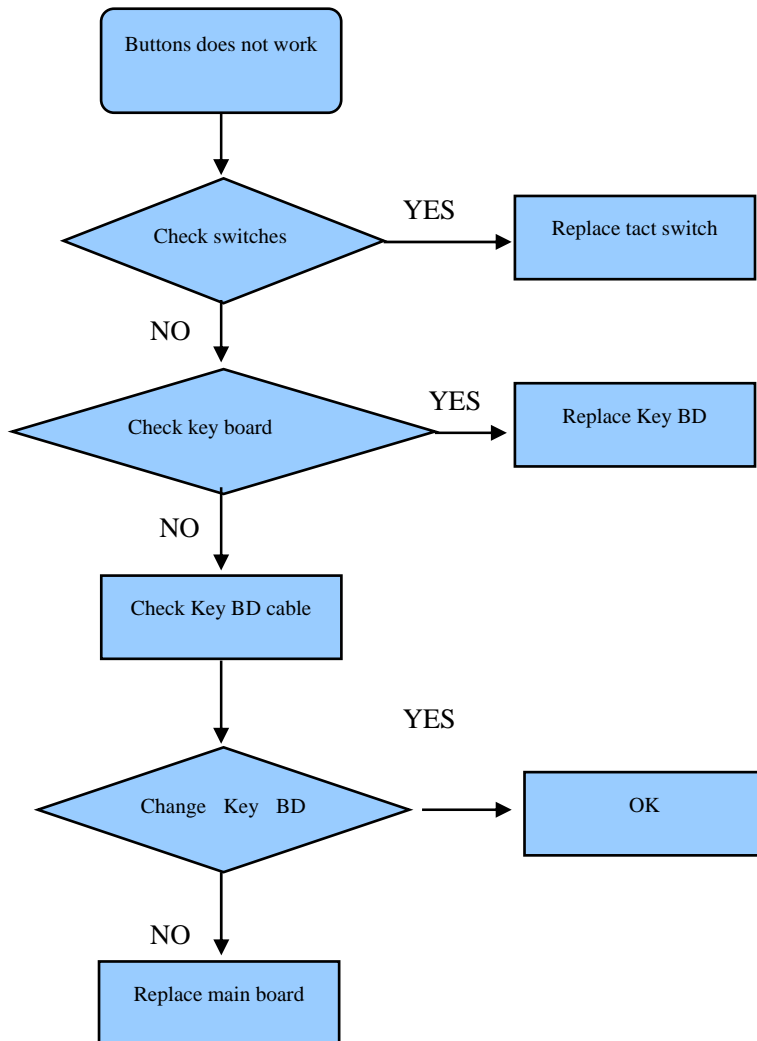 Buttons does not work
YES
Check switches
Replace tact switch
NO
YES
Check key board
Replace Key BD
NO
Check Key BD cable
YES
Change Key BD
OK
NO
Replace main board